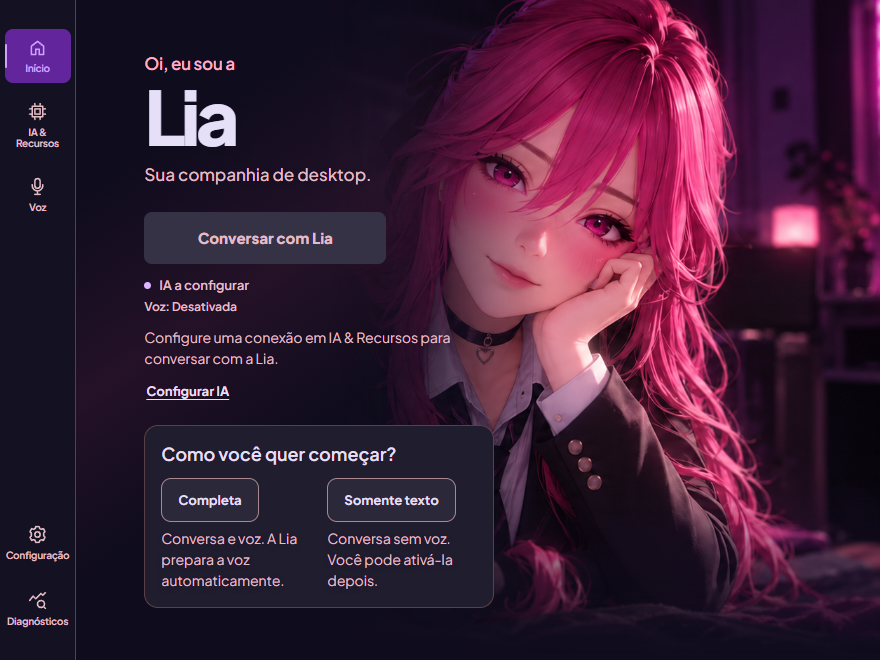 Início
IA &
Recursos
Voz
Configuração
Diagnósticos
Oi, eu sou a
Lia
Sua companhia de desktop.
Conversar com Lia
IA a configurar
Voz: Desativada
Configure uma conexão em IA & Recursos para
conversar com a Lia.
Configurar IA
Como você quer começar?
Completa
Conversa e voz. A Lia
prepara a voz
automaticamente.
Somente texto
Conversa sem voz.
Você pode ativá-la
depois.